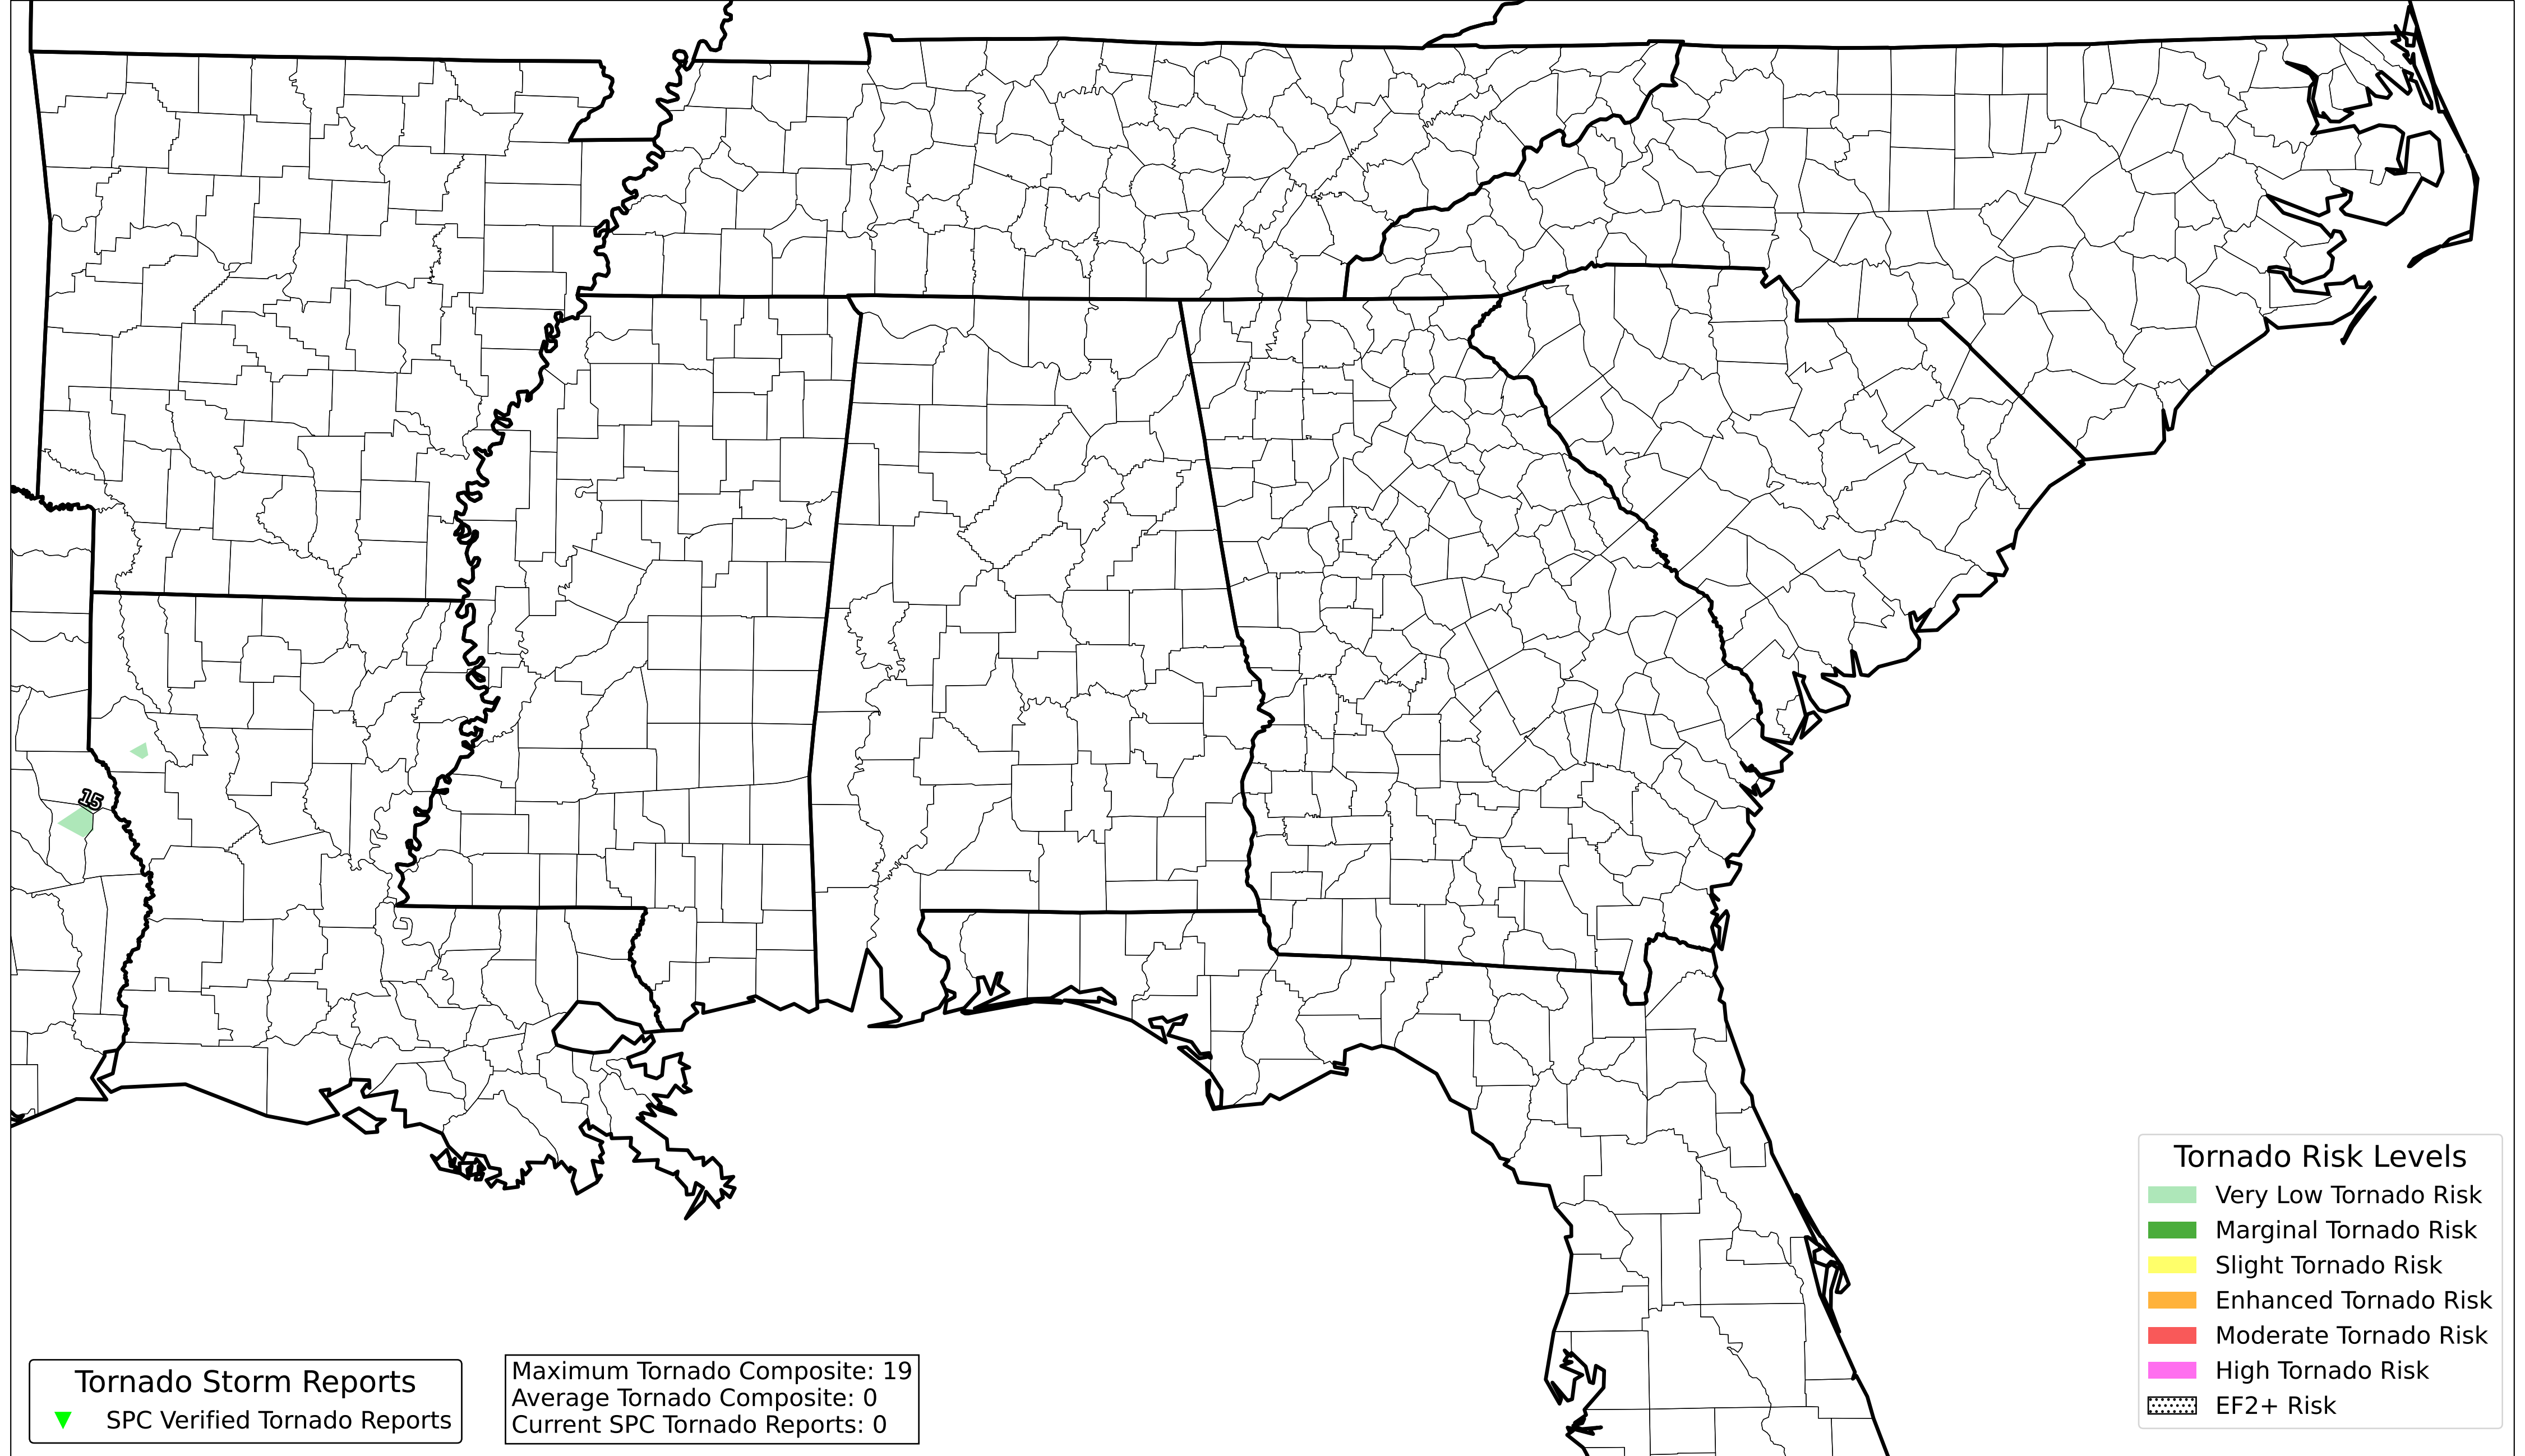 15
Tornado Storm Reports
SPC Verified Tornado Reports
Maximum Tornado Composite: 19
Average Tornado Composite: 0
Current SPC Tornado Reports: 0
Tornado Risk Levels
Very Low Tornado Risk
Marginal Tornado Risk
Slight Tornado Risk
Enhanced Tornado Risk
Moderate Tornado Risk
High Tornado Risk
EF2+ Risk